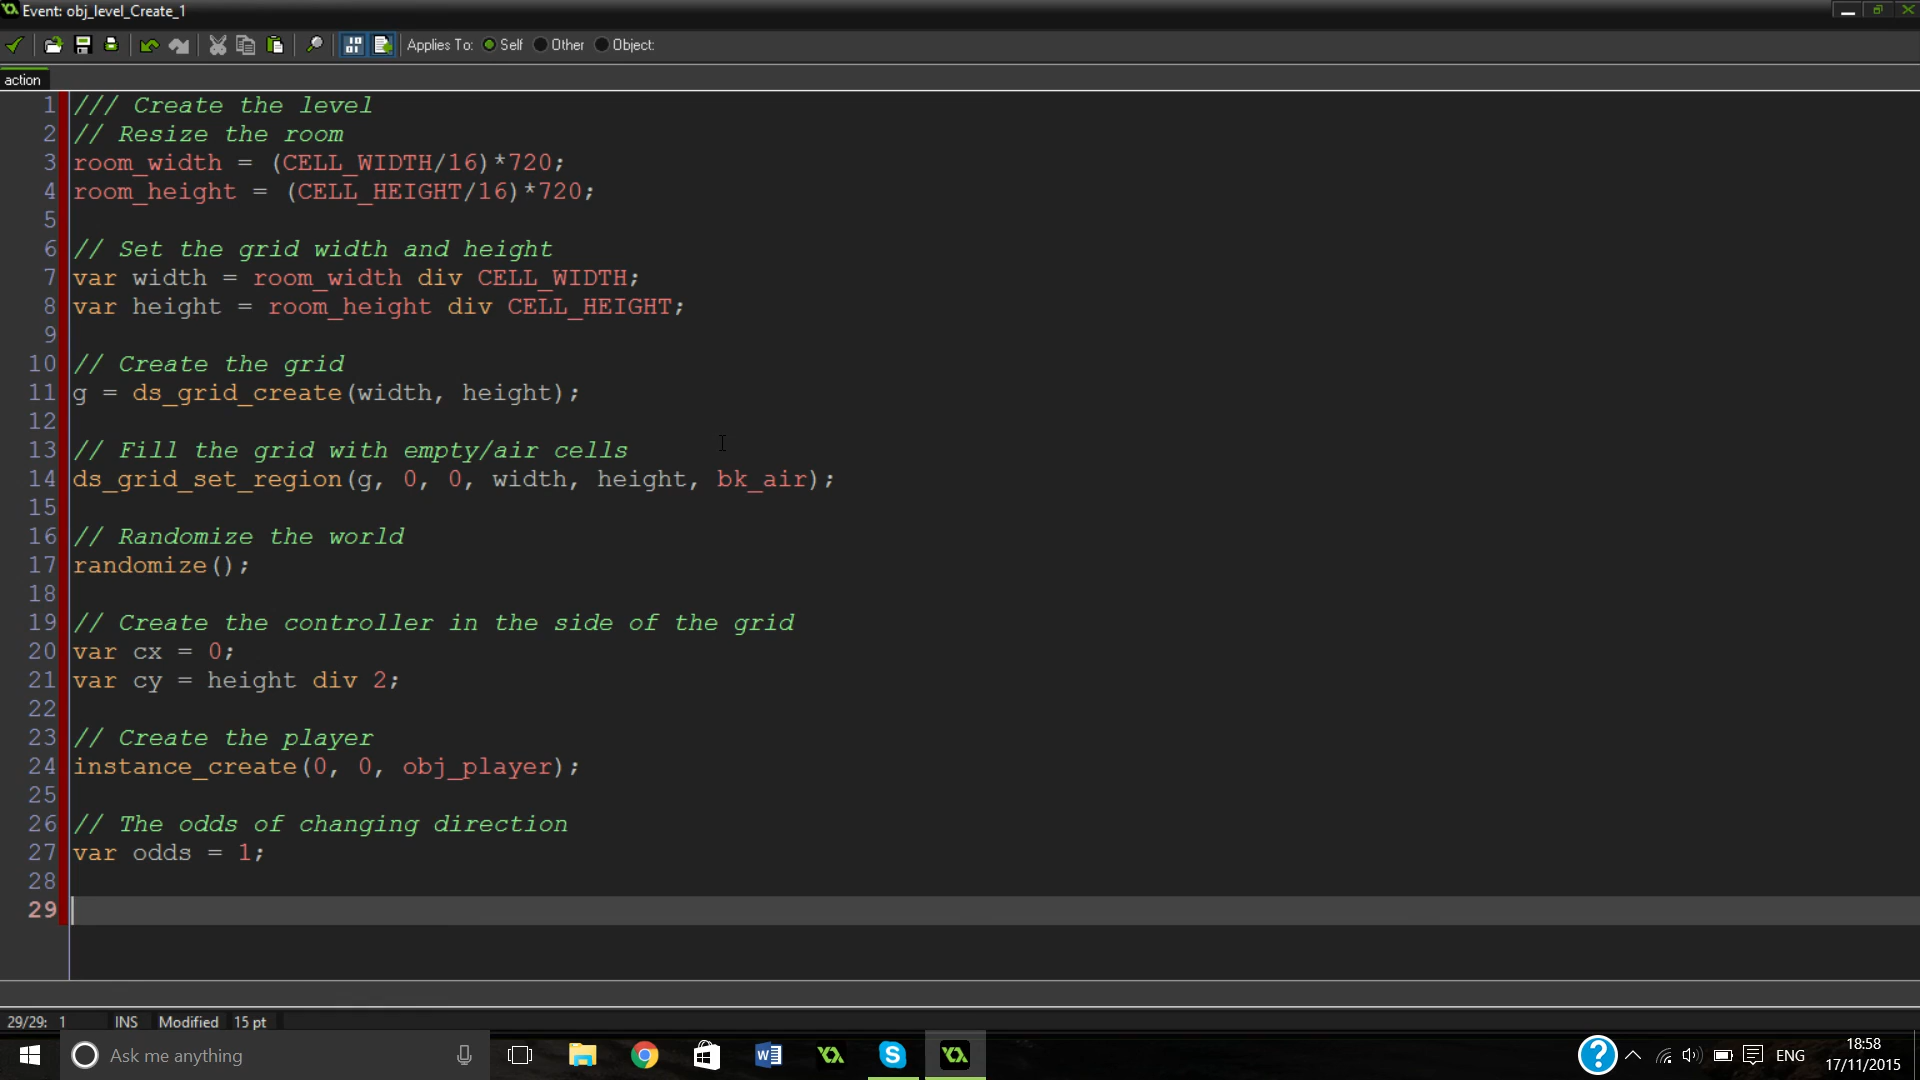 Event: obj_level_Create_1
Applies To: Self Other Object:
action
1 /// Create the level
2 // Resize the room
3 room_width = (CELL_WIDTH/16)*720;
4 room_height = (CELL_HEIGHT/16)*720;
5
6 // Set the grid width and height
7 var width = room_width div CELL_WIDTH;
8 var height = room_height div CELL_HEIGHT;
9
10 // Create the grid
11 g = ds_grid_create(width, height);
12
13 // Fill the grid with empty/air cells
14 ds_grid_set_region(g, 0, 0, width, height, bk_air);
15
16 // Randomize the world
17 randomize();
18
19 // Create the controller in the side of the grid
20 var cx = 0;
21 var cy = height div 2;
22
23 // Create the player
24 instance_create(0, 0, obj_player);
25
26 // The odds of changing direction
27 var odds = 1;
28
29
29/29: 1 INS Modified 15 pt
Ask me anything
ENG
18:58
17/11/2015